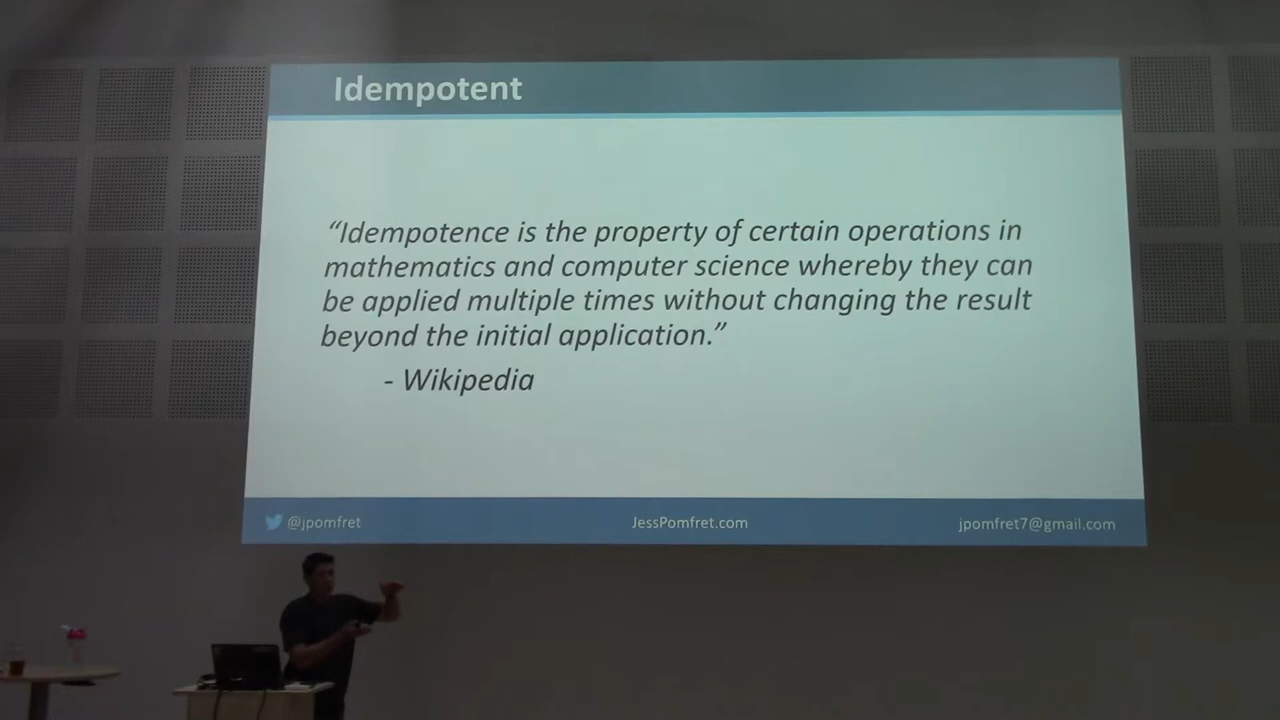 Idempotent
“Idempotence is the property of certain operations in
mathematics and computer science whereby they can
be applied multiple times without changing the result
beyond the initial application.”
- Wikipedia
@jpomfret
JessPomfret.com
jpomfret7@gmail.com